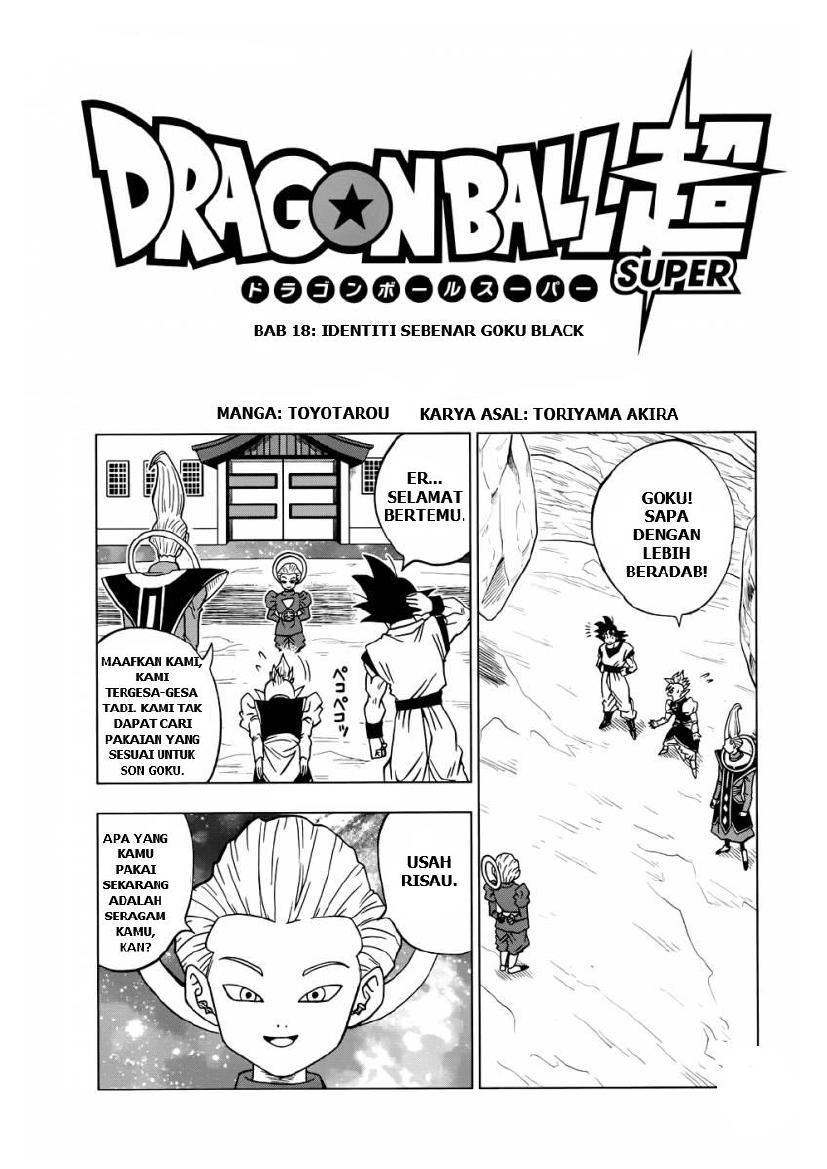 DRAGON BALL 超
SUPER
ドラゴンボールスーパー
BAB 18: IDENTITI SEBENAR GOKU BLACK
MANGA: TOYOTAROU KARYA ASAL: TORIYAMA AKIRA
GOKU!
SAPA
DENGAN
LEBIH
BERADAB!
ER...
SELAMAT
BERTEMU.
ペコペコッ
MAAFKAN KAMI,
KAMI
TERGESA-GESA
TADI. KAMI TAK
DAPAT CARI
PAKAIAN YANG
SESUAI UNTUK
SON GOKU.
USAH
RISAU.
APA YANG
KAMU
PAKAI
SEKARANG
ADALAH
SERAGAM
KAMU,
KAN?